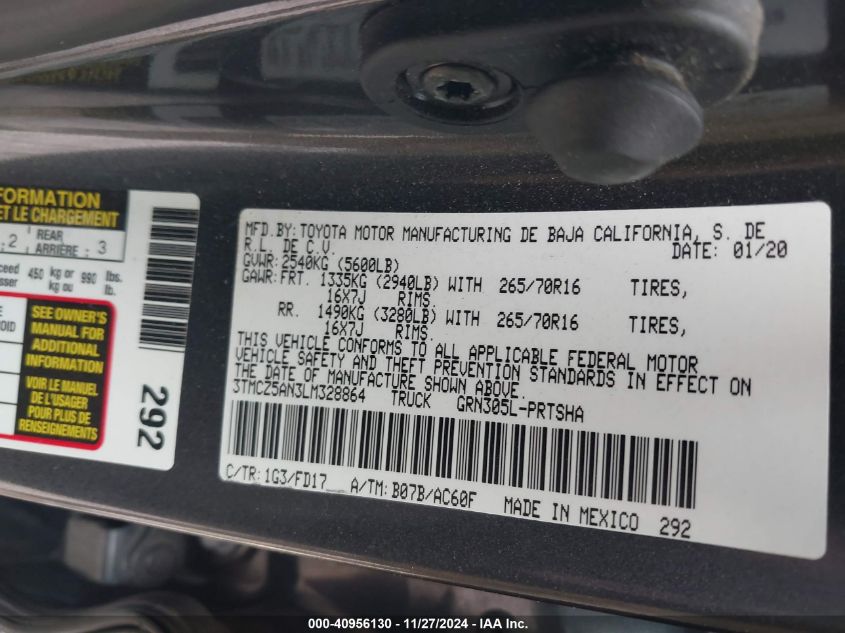 FORMATION
ET LE CHARGEMENT
: 2 REAR ARRIÈRE : 3
450 kg or kg ou 990 lbs. lb.
SEE OWNER'S
MANUAL FOR
ADDITIONAL
INFORMATION
VOIR LE MANUEL
DE L'USAGER
POUR PLUS DE
RENSEIGNEMENTS
292
MFD.BY:TOYOTA MOTOR MANUFACTURING DE BAJA CALIFORNIA, S. DE
R.L. DE C.V. DATE: 01/20
GVWR:2540KG (5600LB)
GAWR:FRT. 1335KG (2940LB) WITH 265/70R16 TIRES,
16X7J RIMS.
RR. 1490KG (3280LB) WITH 265/70R16 TIRES,
16X7J RIMS.
THIS VEHICLE CONFORMS TO ALL APPLICABLE FEDERAL MOTOR
VEHICLE SAFETY AND THEFT PREVENTION STANDARDS IN EFFECT ON
THE DATE OF MANUFACTURE SHOWN ABOVE.
3TMCZ5AN3LM328864 TRUCK GRN305L-PRTSHA
C/TR:1G3/FD17 A/TM:B07B/AC60F MADE IN MEXICO 292
000-40956130 - 11/27/2024 - IAA Inc.